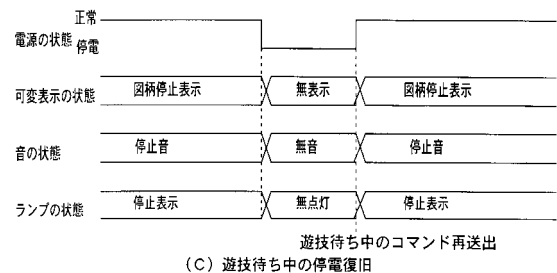 正常
電源の状態
停電
可変表示の状態 図柄停止表示 無表示 図柄停止表示
音の状態 停止音 無音 停止音
ランプの状態 停止表示 無点灯 停止表示
遊技待ち中のコマンド再送出
(C) 遊技待ち中の停電復旧